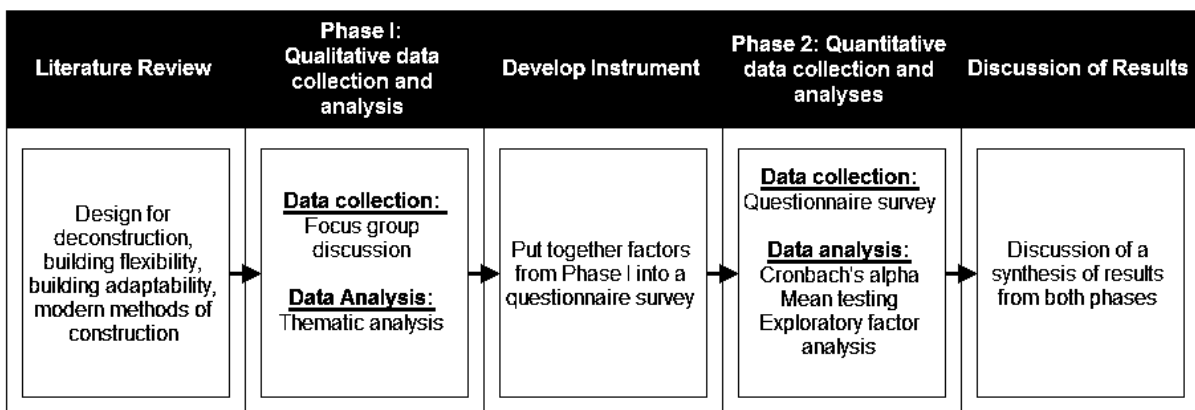 Literature Review
Phase I:
Qualitative data
collection and
analysis
Develop Instrument
Phase 2: Quantitative
data collection and
analyses
Discussion of Results
Design for
deconstruction,
building flexibility,
building adaptability,
modern methods of
construction
Data collection:
Focus group
discussion
Data Analysis:
Thematic analysis
Put together factors
from Phase I into a
questionnaire survey
Data collection:
Questionnaire survey
Data analysis:
Cronbach's alpha
Mean testing
Exploratory factor
analysis
Discussion of a
synthesis of results
from both phases